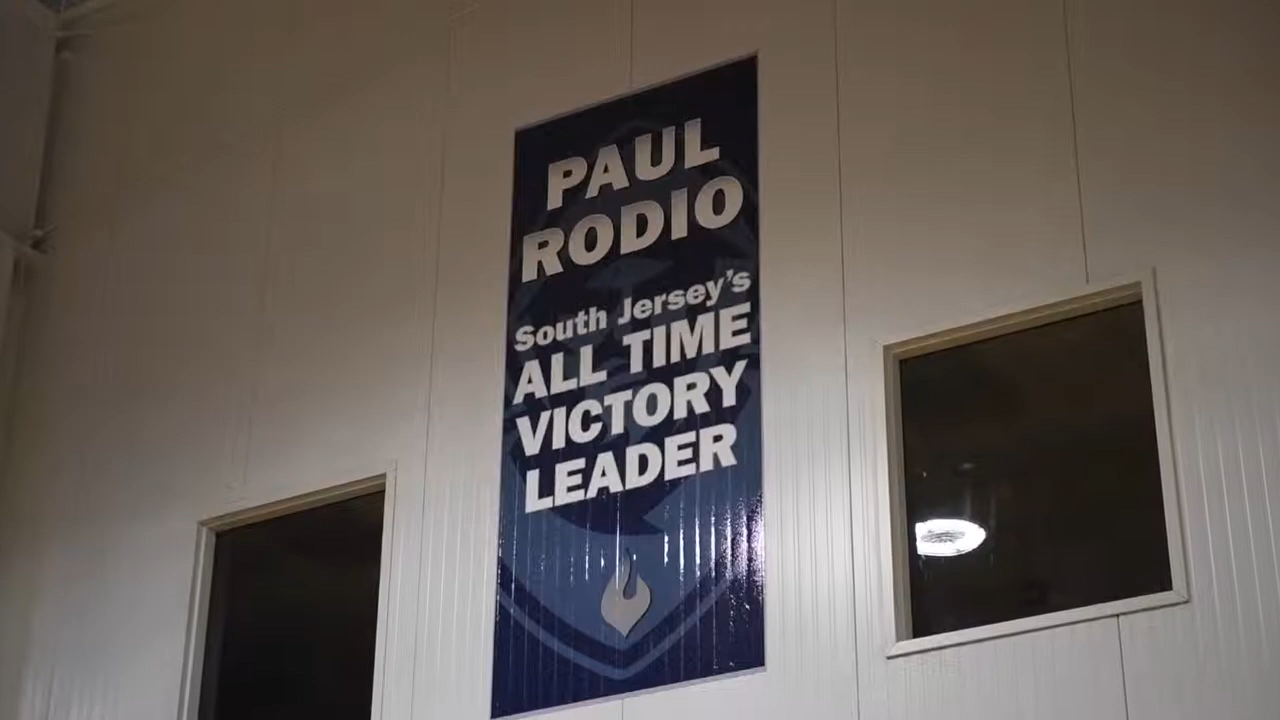 PAUL
RODIO
South Jersey's
ALL TIME
VICTORY
LEADER